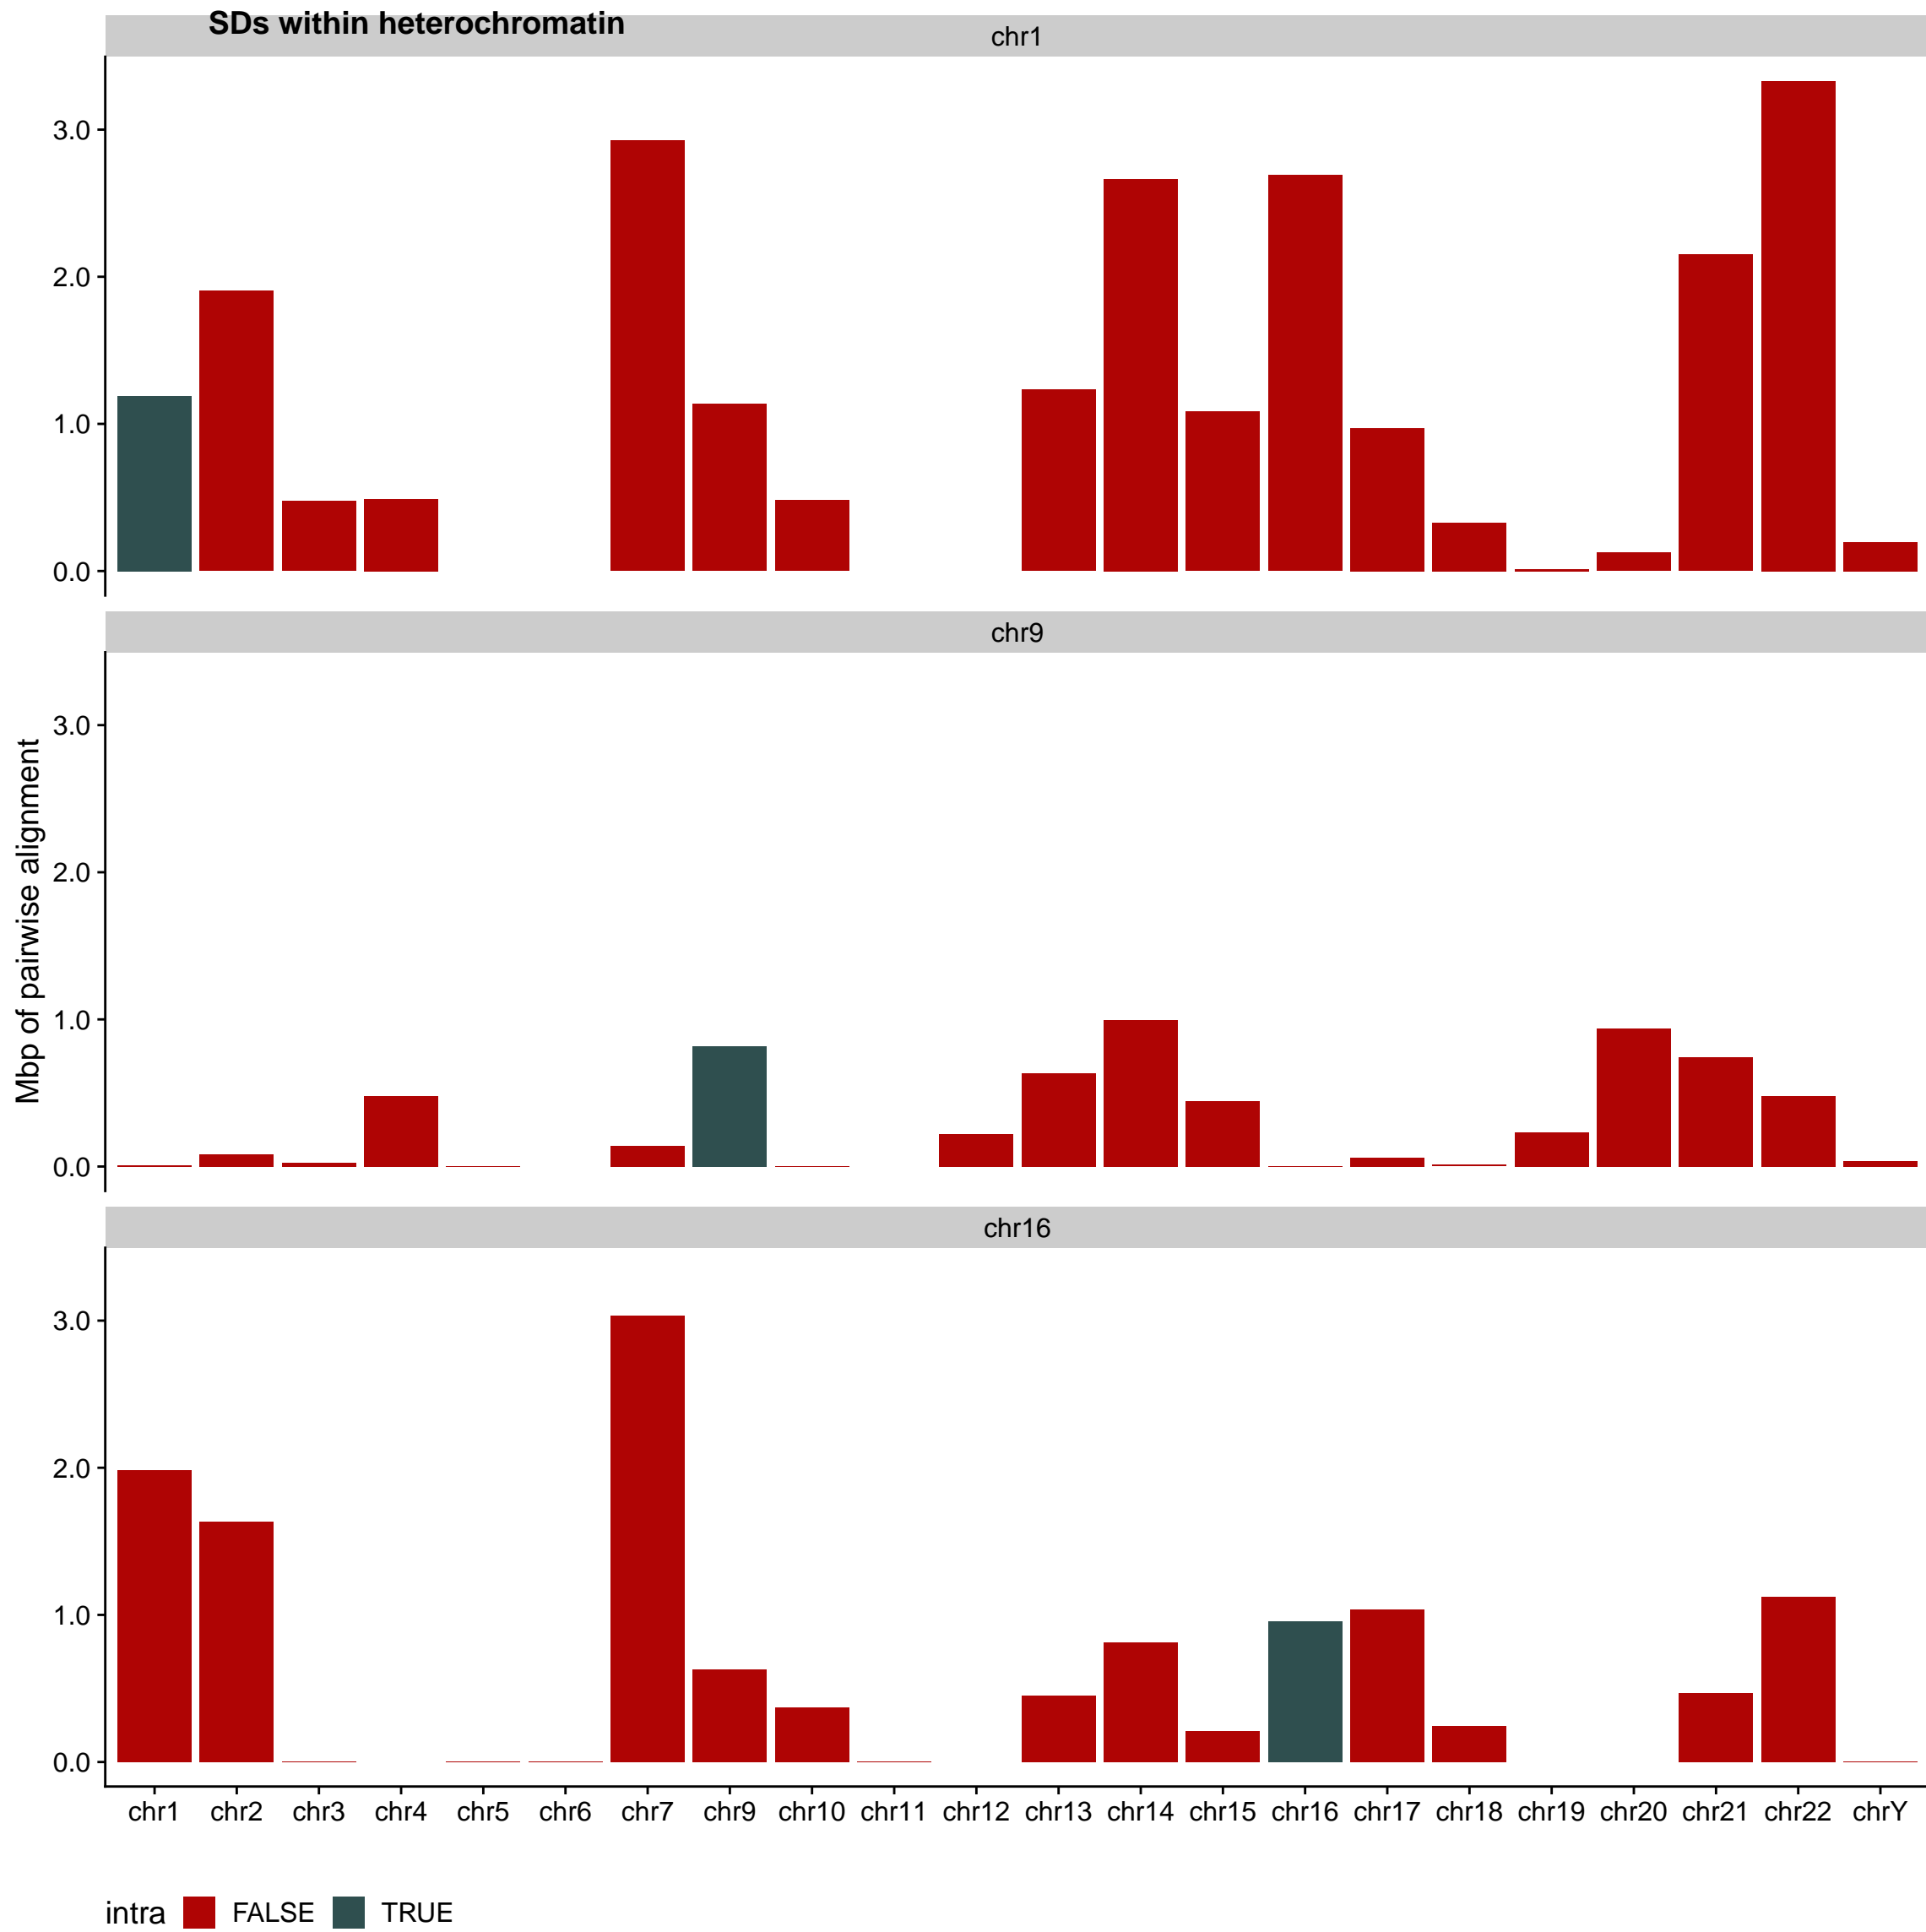 SDs within heterochromatin
chr1
3.0
2.0
1.0
0.0
chr9
3.0
2.0
1.0
0.0
Mbp of pairwise alignment
chr16
3.0
2.0
1.0
0.0
chr1 chr2 chr3 chr4 chr5 chr6 chr7 chr9 chr10 chr11 chr12 chr13 chr14 chr15 chr16 chr17 chr18 chr19 chr20 chr21 chr22 chrY
intra FALSE TRUE